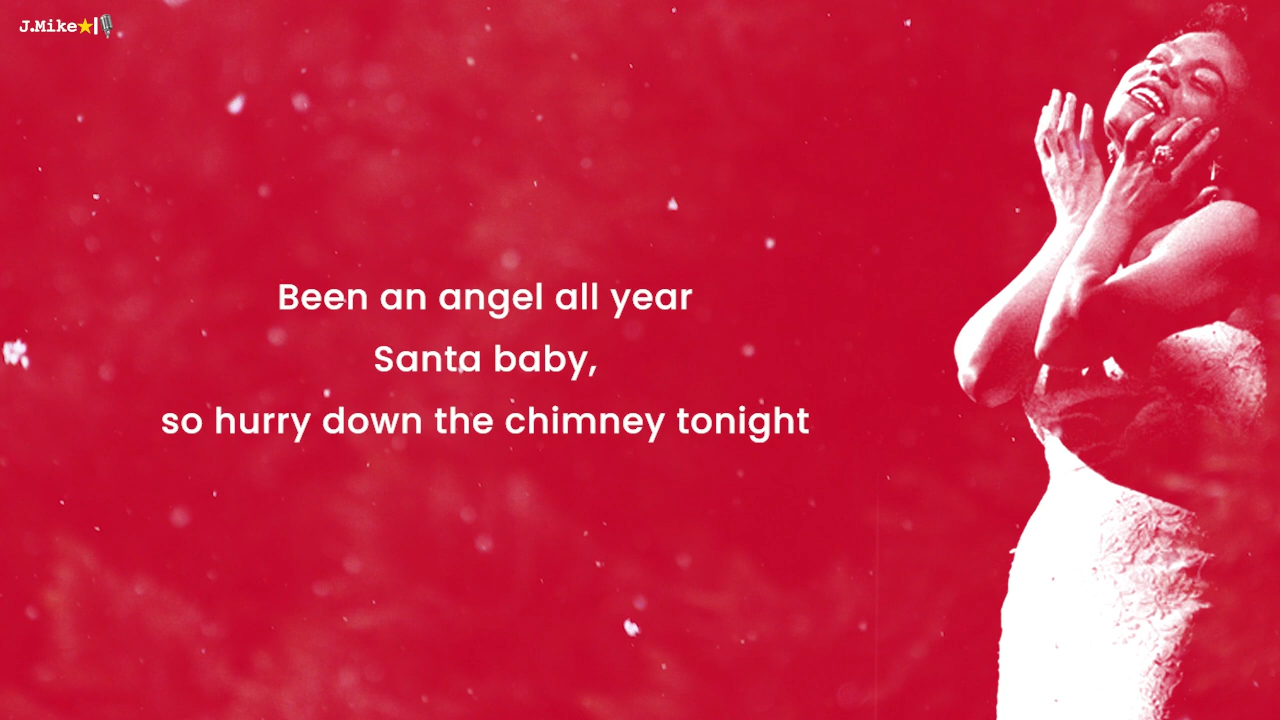 J.Mike
Been an angel all year
Santa baby,
so hurry down the chimney tonight